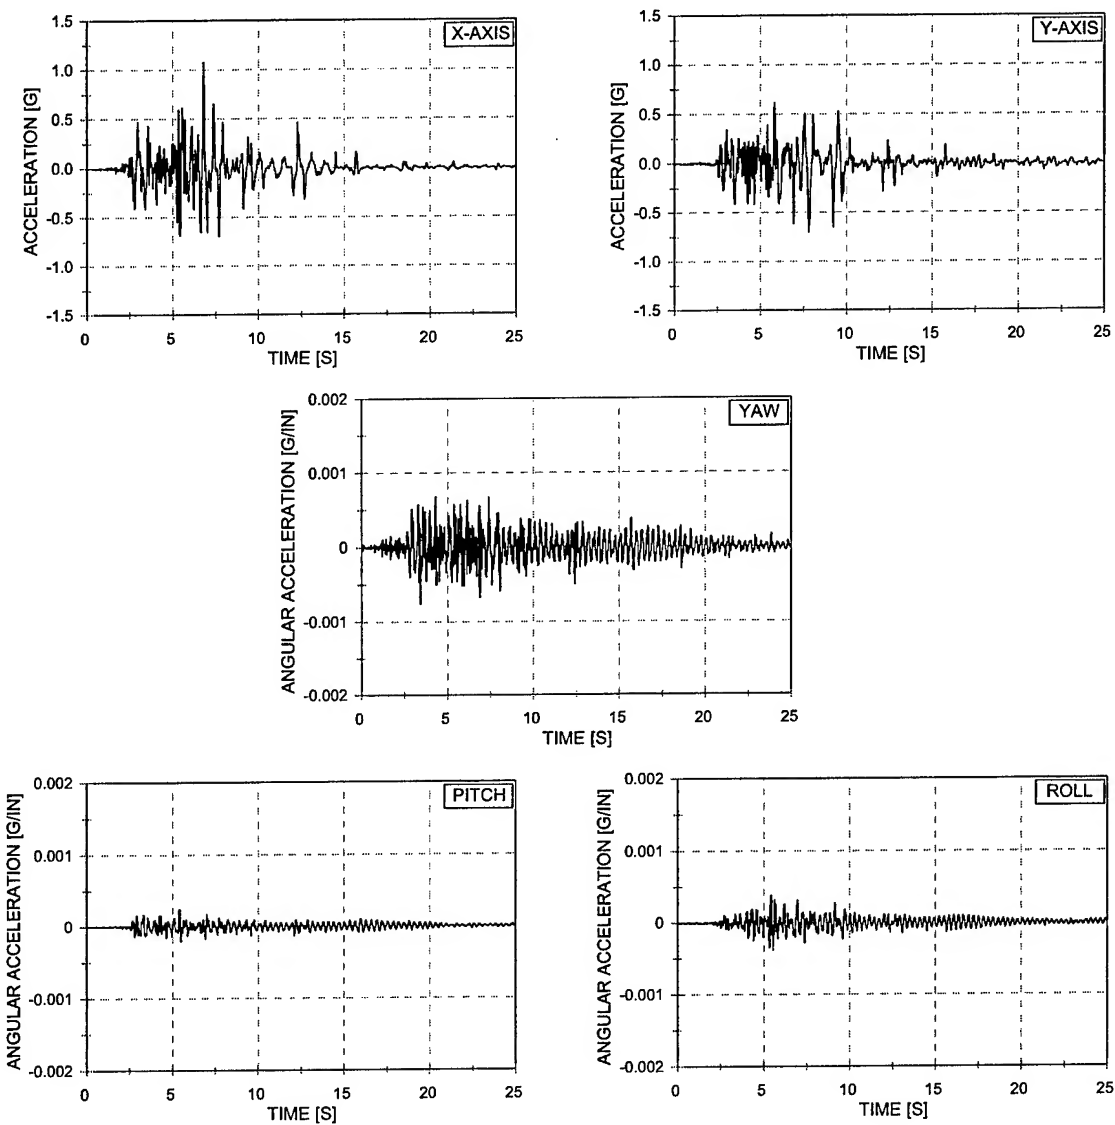 X-AXIS
ACCELERATION [G]
1.5
1.0
0.5
0.0
-0.5
-1.0
-1.5
0 5 10 15 20 25
TIME [S]
Y-AXIS
ACCELERATION [G]
1.5
1.0
0.5
0.0
-0.5
-1.0
-1.5
0 5 10 15 20 25
TIME [S]
YAW
ANGULAR ACCELERATION [G/IN]
0.002
0.001
0
-0.001
-0.002
0 5 10 15 20 25
TIME [S]
PITCH
ANGULAR ACCELERATION [G/IN]
0.002
0.001
0
-0.001
-0.002
0 5 10 15 20 25
TIME [S]
ROLL
ANGULAR ACCELERATION [G/IN]
0.002
0.001
0
-0.001
-0.002
0 5 10 15 20 25
TIME [S]